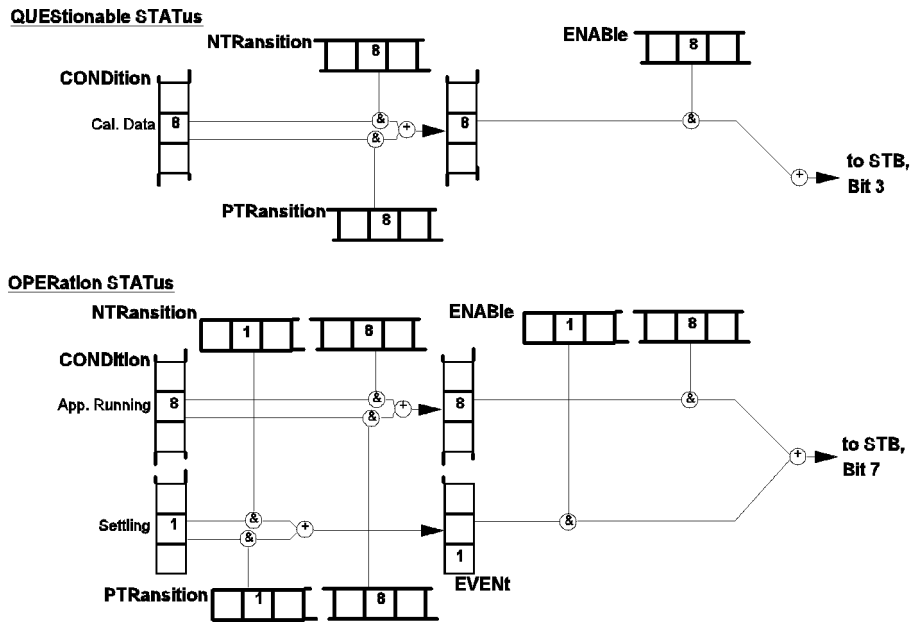 QUEStionable STATus
NTRansition 8
ENABle 8
CONDition
Cal. Data 8 & + 8 &
&
+ to STB,
Bit 3
PTRansition 8
OPERation STATus
NTRansition 1 8
ENABle 1 8
CONDItion
App. Running 8 & + 8 &
&
+ to STB,
Bit 7
Settling 1 & + &
&
1
EVENt
PTRansition 1 8